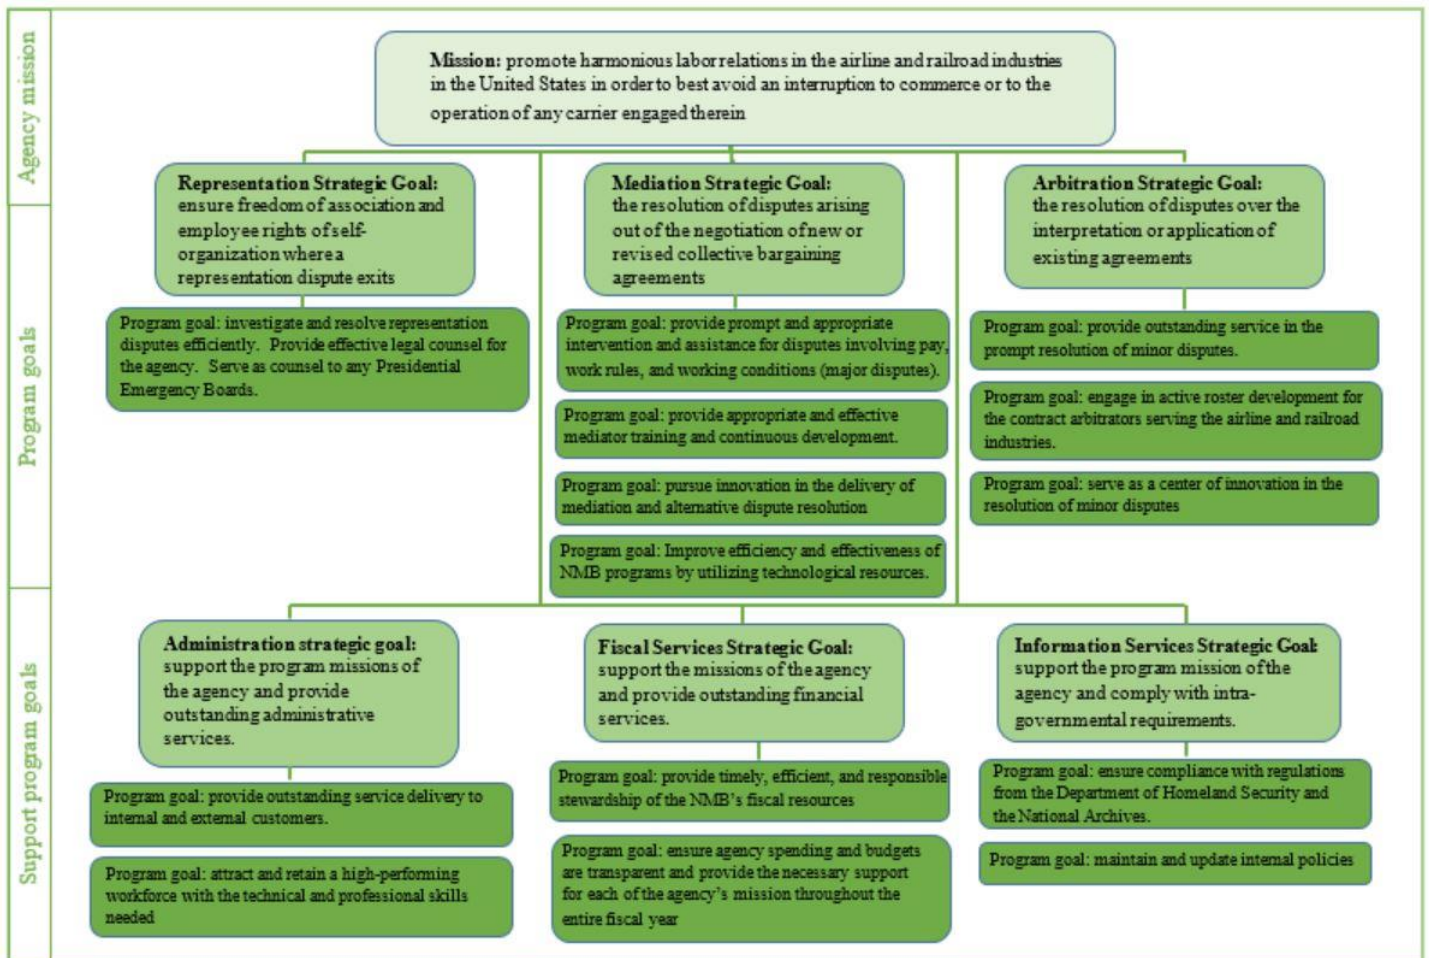 Agency mission
Mission: promote harmonious labor relations in the airline and railroad industries
in the United States in order to best avoid an interruption to commerce or to the
operation of any carrier engaged therein
Program goals
Representation Strategic Goal:
ensure freedom of association and
employee rights of self-
organization where a
representation dispute exits
Program goal: investigate and resolve representation
disputes efficiently. Provide effective legal counsel for
the agency. Serve as counsel to any Presidential
Emergency Boards.
Mediation Strategic Goal:
the resolution of disputes arising
out of the negotiation of new or
revised collective bargaining
agreements
Program goal: provide prompt and appropriate
intervention and assistance for disputes involving pay,
work rules, and working conditions (major disputes).
Program goal: provide appropriate and effective
mediator training and continuous development.
Program goal: pursue innovation in the delivery of
mediation and alternative dispute resolution
Program goal: Improve efficiency and effectiveness of
NMB programs by utilizing technological resources.
Arbitration Strategic Goal:
the resolution of disputes over the
interpretation or application of
existing agreements
Program goal: provide outstanding service in the
prompt resolution of minor disputes.
Program goal: engage in active roster development for
the contract arbitrators serving the airline and railroad
industries.
Program goal: serve as a center of innovation in the
resolution of minor disputes
Support program goals
Administration strategic goal:
support the program missions of
the agency and provide
outstanding administrative
services.
Program goal: provide outstanding service delivery to
internal and external customers.
Program goal: attract and retain a high-performing
workforce with the technical and professional skills
needed
Fiscal Services Strategic Goal:
support the missions of the agency
and provide outstanding financial
services.
Program goal: provide timely, efficient, and responsible
stewardship of the NMB's fiscal resources
Program goal: ensure agency spending and budgets
are transparent and provide the necessary support
for each of the agency's mission throughout the
entire fiscal year
Information Services Strategic Goal:
support the program mission of the
agency and comply with intra-
governmental requirements.
Program goal: ensure compliance with regulations
from the Department of Homeland Security and
the National Archives.
Program goal: maintain and update internal policies